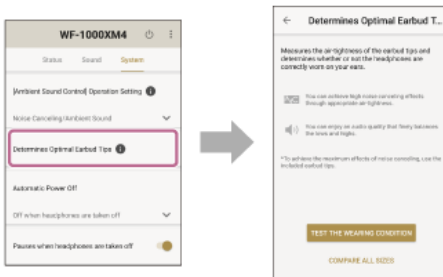 WF-1000XM4
Status Sound System
[Ambient Sound Control] Operation Setting
Noise Canceling/Ambient Sound
Determines Optimal Earbud Tips
Automatic Power Off
Off when headphones are taken off
Pauses when headphones are taken off
Determines Optimal Earbud T...
Measures the air-tightness of the earbud tips and
determines whether or not the headphones are
correctly worn on your ears.
You can achieve high noise canceling effects
through appropriate air-tightness.
You can enjoy an audio quality that finely balances
the lows and highs.
*To achieve the maximum effects of noise canceling, use the
included earbud tips.
TEST THE WEARING CONDITION
COMPARE ALL SIZES